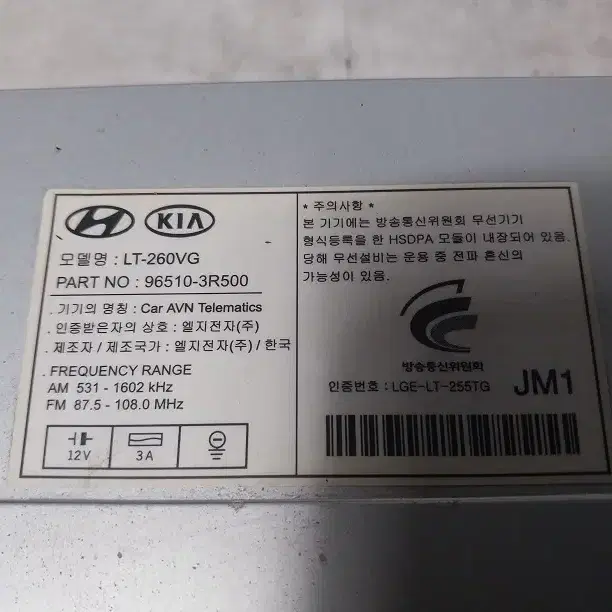 KIA
모델명 : LT-260VG
PART NO : 96510-3R500
. 기기의 명칭 : Car AVN Telematics
. 인증받은자의 상호 : 엘지전자(주)
. 제조자 / 제조국가 : 엘지전자(주) / 한국
. FREQUENCY RANGE
AM 531 - 1602 kHz
FM 87.5 - 108.0 MHz
12V
3 A
* 주의사항 *
본 기기에는 방송통신위원회 무선기기
형식등록을 한 HSDPA 모듈이 내장되어 있음.
당해 무선설비는 운용 중 전파 혼신의
가능성이 있음.
방송통신위원회
인증번호 : LGE-LT-255TG
JM1